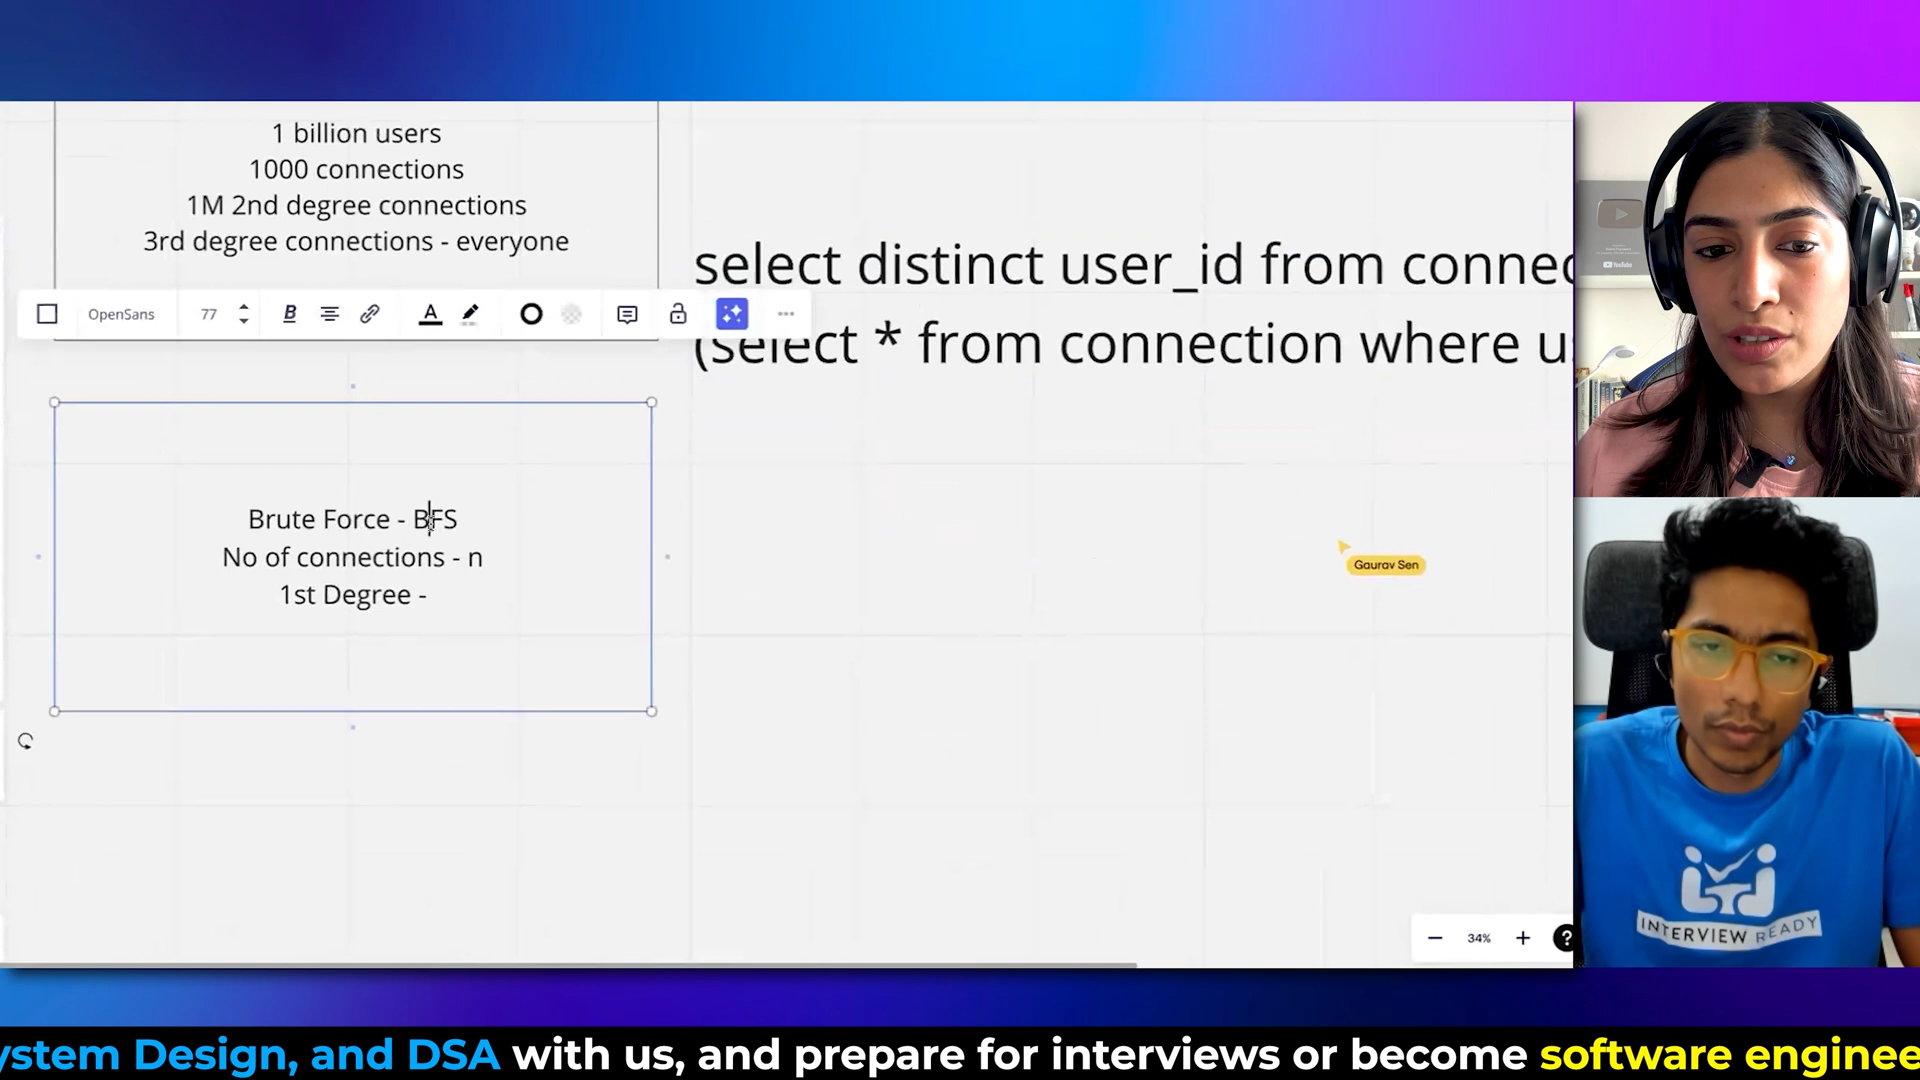 1 billion users
1000 connections
1M 2nd degree connections
3rd degree connections - everyone
OpenSans
77
B
A
select distinct user_id from connec
(select * from connection where u
Brute Force - BFS
No of connections - n
1st Degree -
Gaurav Sen
34%
?
YouTube
INTERVIEW READY
ystem Design, and DSA with us, and prepare for interviews or become software enginee